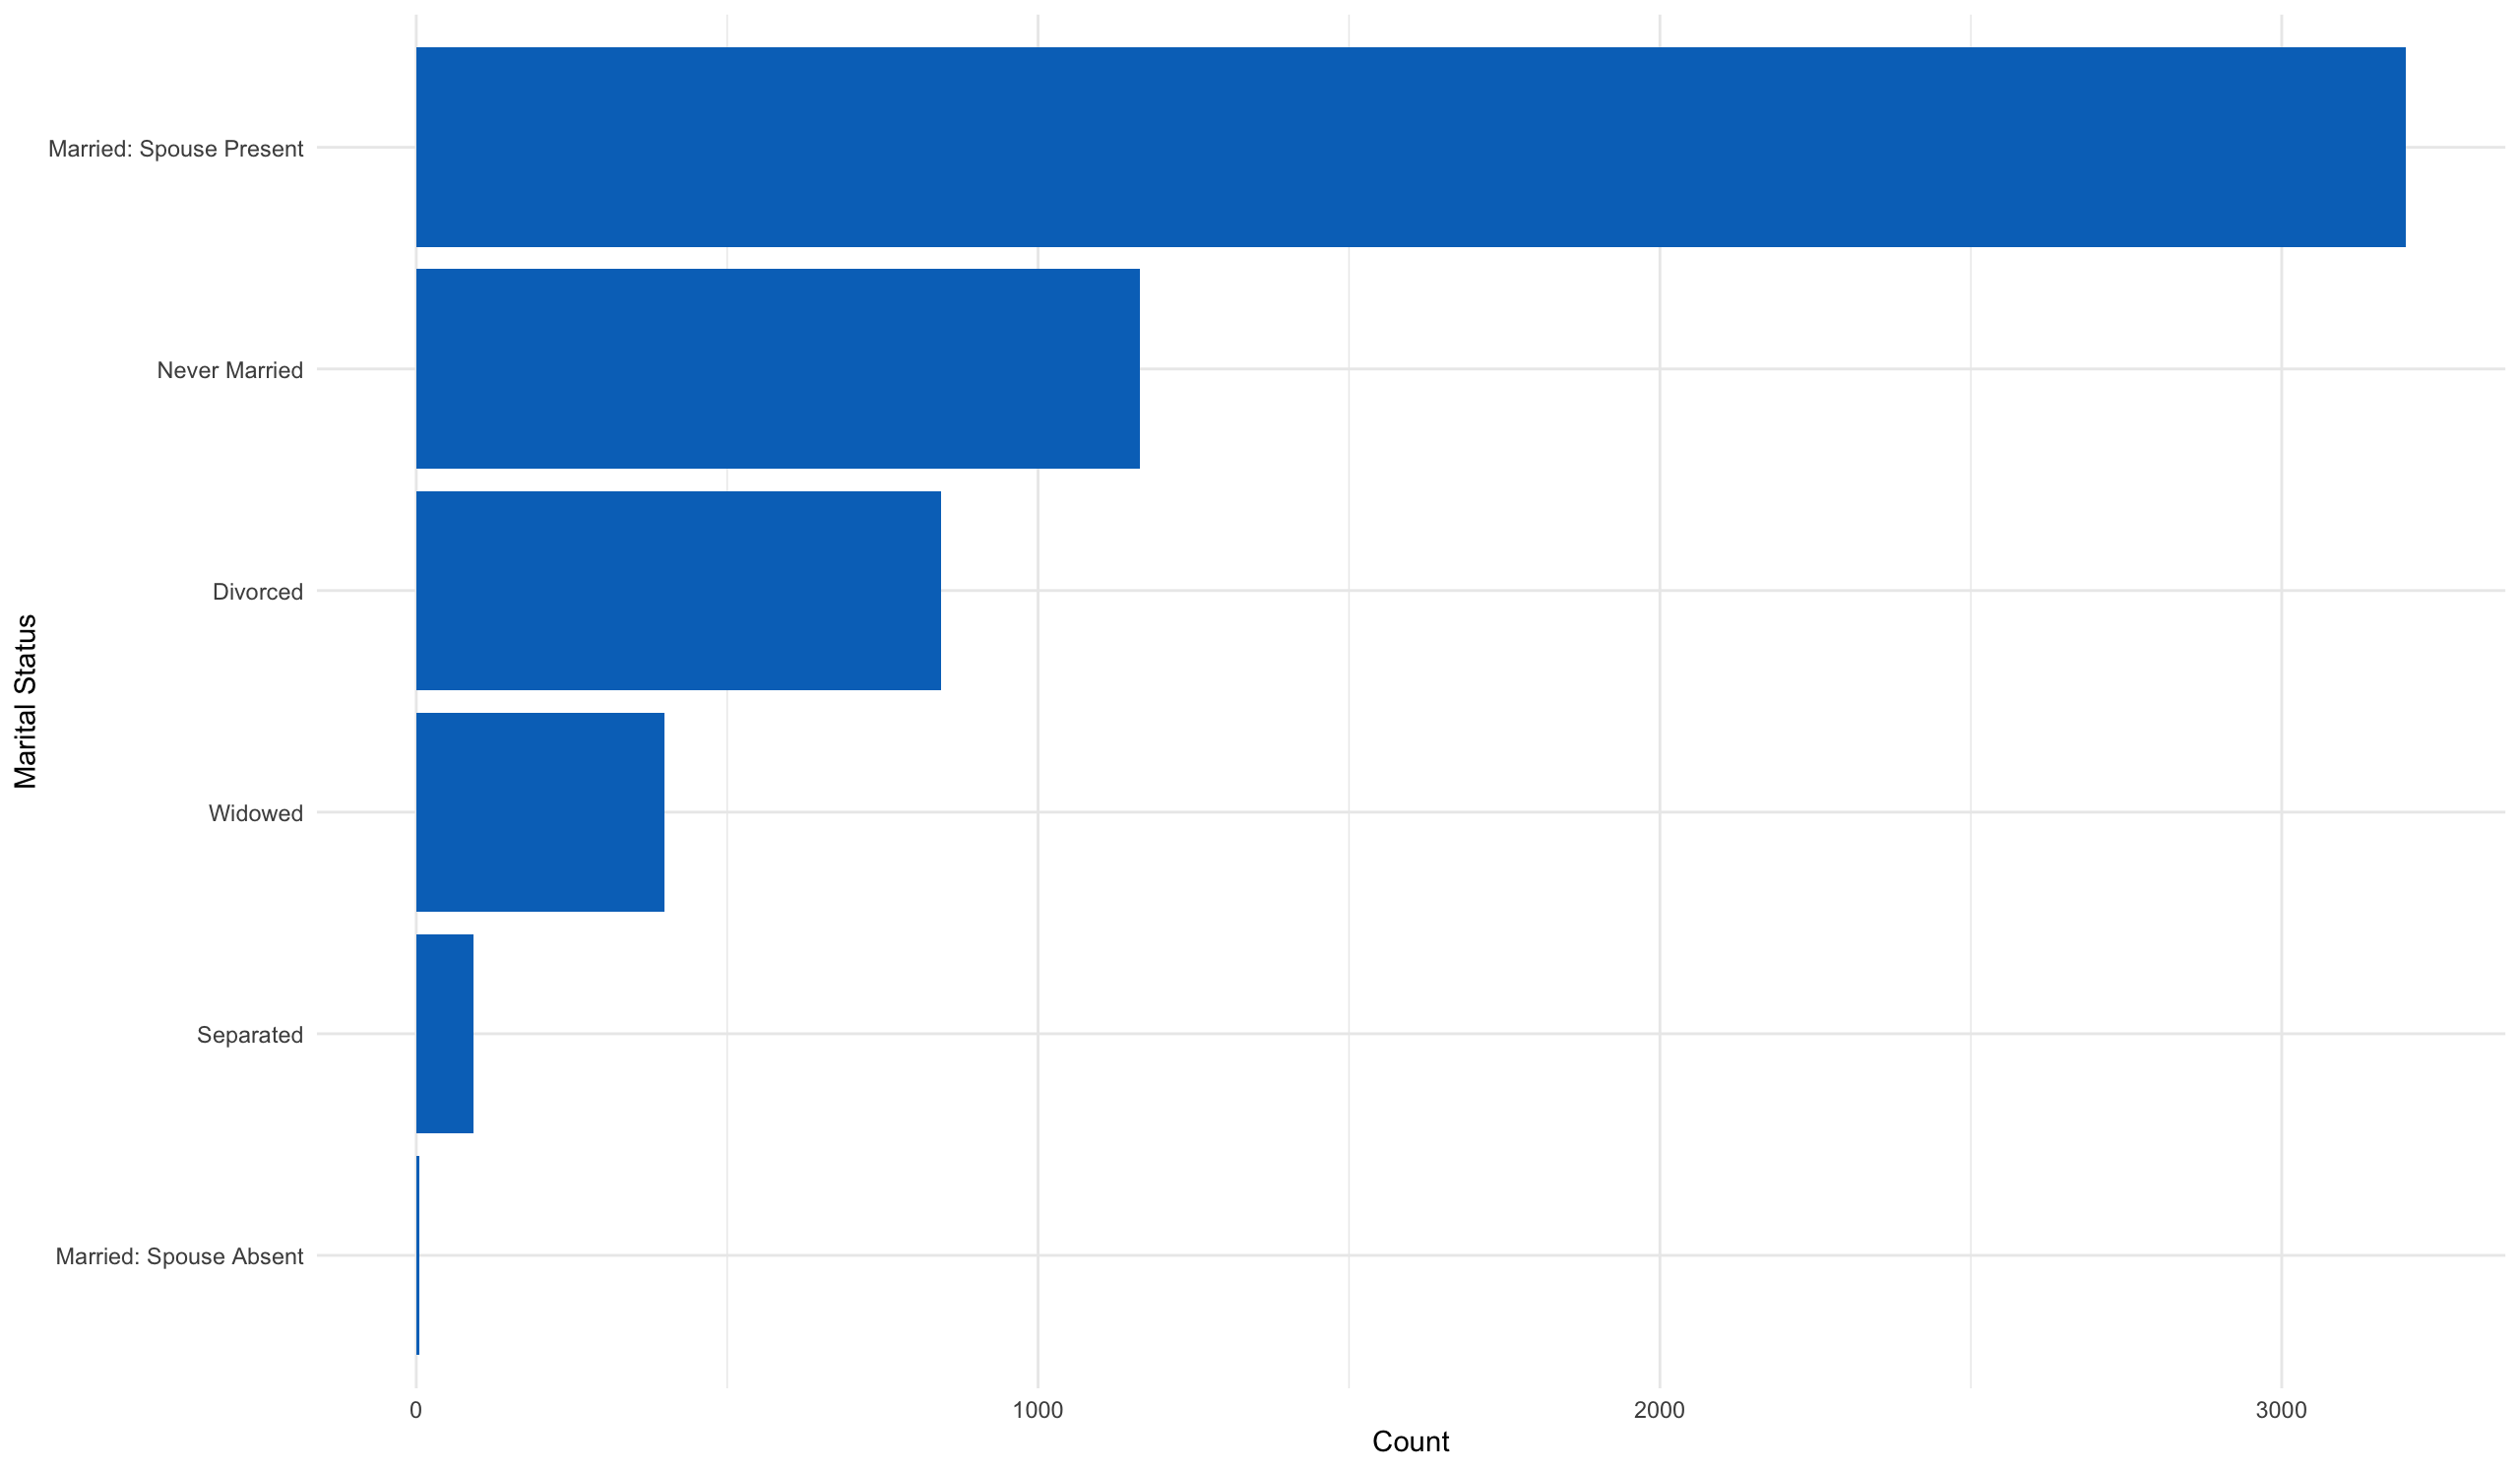 Married: Spouse Present
Never Married
Divorced
Widowed
Separated
Married: Spouse Absent
Marital Status
0 1000 2000 3000
Count